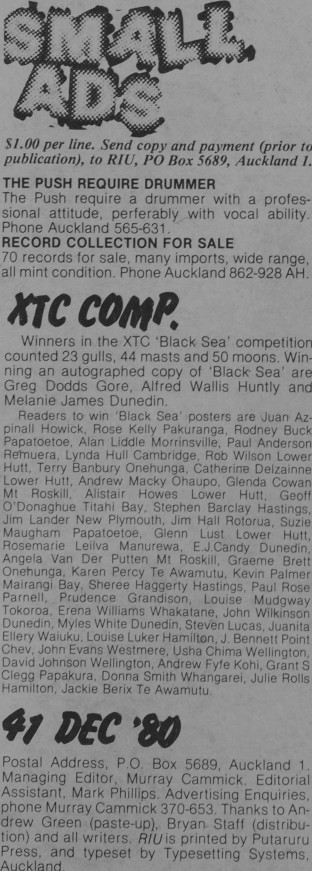 SMALL
ADS
$1.00 per line. Send copy and payment (prior to
publication), to RIU, PO Box 5689, Auckland 1.
THE PUSH REQUIRE DRUMMER
The Push require a drummer with a profes-
sional attitude, perferably with vocal ability.
Phone Auckland 565-631.
RECORD COLLECTION FOR SALE
70 records for sale, many imports, wide range,
all mint condition. Phone Auckland 862-928 AH.
XTC COMP.
Winners in the XTC 'Black Sea' competition
counted 23 gulls, 44 masts and 50 moons. Win-
ning an autographed copy of 'Black Sea' are
Greg Dodds Gore, Alfred Wallis Huntly and
Melanie James Dunedin.
Readers to win 'Black Sea' posters are Juan Az-
pinall Howick, Rose Kelly Pakuranga, Rodney Buck
Papatoetoe, Alan Liddle Morrinsville, Paul Anderson
Remuera, Lynda Hull Cambridge, Rob Wilson Lower
Hutt, Terry Banbury Onehunga, Catherine Delzainne
Lower Hutt, Andrew Macky Ohaupo, Glenda Cowan
Mt Roskill, Alistair Howes Lower Hutt, Geoff
O'Donaghue Titahi Bay, Stephen Barclay Hastings,
Jim Lander New Plymouth, Jim Hall Rotorua, Suzie
Maugham Papatoetoe, Glenn Lust Lower Hutt,
Rosemarie Leilva Manurewa, E.J.Candy Dunedin,
Angela Van Der Putten Mt Roskill, Graeme Brett
Onehunga, Karen Percy Te Awamutu, Kevin Palmer
Mairangi Bay, Sheree Haggerty Hastings, Paul Rose
Parnell, Prudence Grandison, Louise Mudgway
Tokoroa, Erena Williams Whakatane, John Wilkinson
Dunedin, Myles White Dunedin, Steven Lucas, Juanita
Ellery Waiuku, Louise Luker Hamilton, J. Bennett Point
Chev, John Evans Westmere, Usha Chima Wellington,
David Johnson Wellington, Andrew Fyfe Kohi, Grant S
Clegg Papakura, Donna Smith Whangarei, Julie Rolls
Hamilton, Jackie Berix Te Awamutu.
41 DEC '80
Postal Address, P.O. Box 5689, Auckland 1.
Managing Editor, Murray Cammick. Editorial
Assistant, Mark Phillips. Advertising Enquiries,
phone Murray Cammick 370-653. Thanks to An-
drew Green (paste-up), Bryan Staff (distribu-
tion) and all writers. RIU is printed by Putaruru
Press, and typeset by Typesetting Systems,
Auckland.